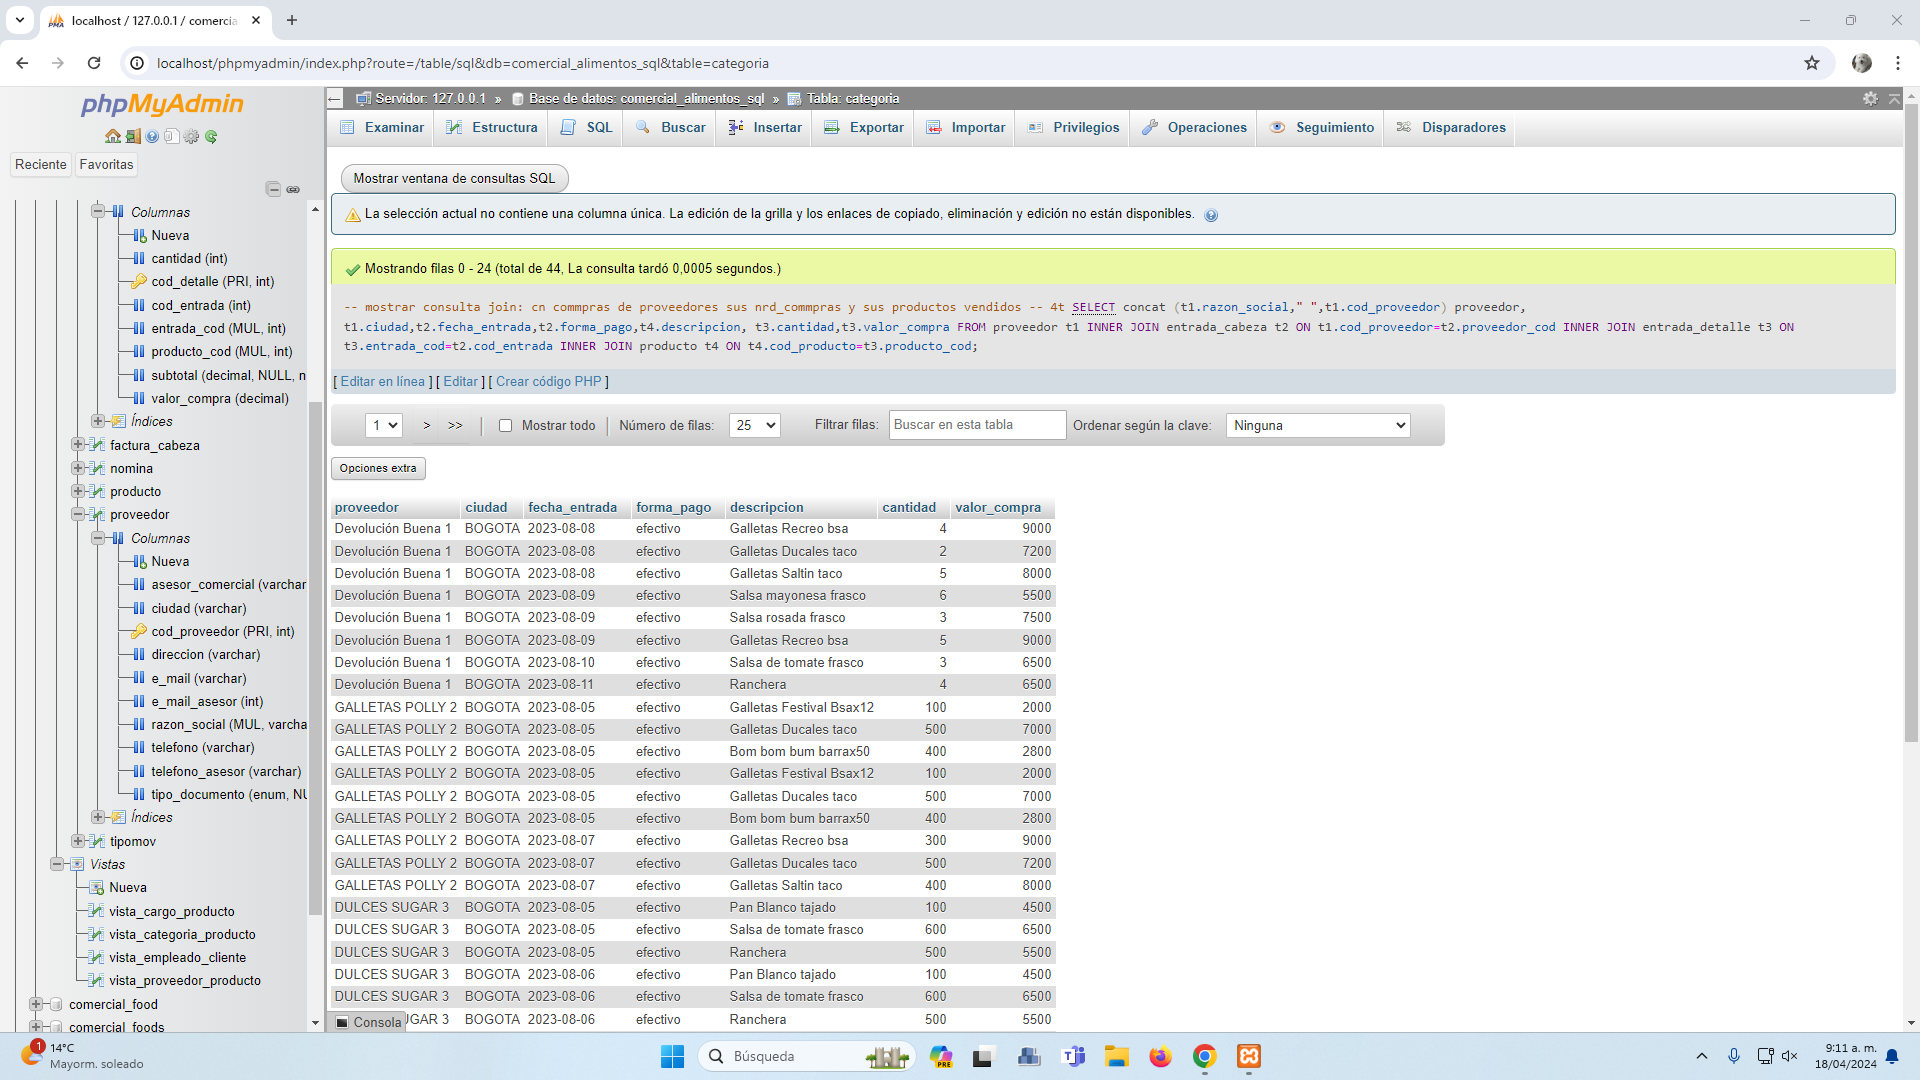 localhost / 127.0.0.1 / comercia
localhost/phpmyadmin/index.php?route=/table/sql&db=comercial_alimentos_sql&table=categoria
phpMyAdmin
Reciente
Favoritas
Columnas
Nueva
cantidad (int)
cod_detalle (PRI, int)
cod_entrada (int)
entrada_cod (MUL, int)
producto_cod (MUL, int)
subtotal (decimal, NULL, n
valor_compra (decimal)
Índices
factura_cabeza
nomina
producto
proveedor
Columnas
Nueva
asesor_comercial (varchar
ciudad (varchar)
cod_proveedor (PRI, int)
direccion (varchar)
e_mail (varchar)
e_mail_asesor (int)
razon_social (MUL, varcha
telefono (varchar)
telefono_asesor (varchar)
tipo_documento (enum, NU
Índices
tipomov
Vistas
Nueva
vista_cargo_producto
vista_categoria_producto
vista_empleado_cliente
vista_proveedor_producto
comercial_food
comercial_foods
Servidor: 127.0.0.1 » Base de datos: comercial_alimentos_sql » Tabla: categoria
Examinar Estructura SQL Buscar Insertar Exportar Importar Privilegios Operaciones Seguimiento Disparadores
Mostrar ventana de consultas SQL
La selección actual no contiene una columna única. La edición de la grilla y los enlaces de copiado, eliminación y edición no están disponibles.
Mostrando filas 0 - 24 (total de 44, La consulta tardó 0,0005 segundos.)
-- mostrar consulta join: cn commpras de proveedores sus nrd_commpras y sus productos vendidos -- 4t SELECT concat (t1.razon_social," ",t1.cod_proveedor) proveedor,
t1.ciudad,t2.fecha_entrada,t2.forma_pago,t4.descripcion, t3.cantidad,t3.valor_compra FROM proveedor t1 INNER JOIN entrada_cabeza t2 ON t1.cod_proveedor=t2.proveedor_cod INNER JOIN entrada_detalle t3 ON
t3.entrada_cod=t2.cod_entrada INNER JOIN producto t4 ON t4.cod_producto=t3.producto_cod;
[ Editar en línea ] [ Editar ] [ Crear código PHP ]
1 > >> Mostrar todo Número de filas: 25 Filtrar filas: Buscar en esta tabla Ordenar según la clave: Ninguna
Opciones extra
proveedor ciudad fecha_entrada forma_pago descripcion cantidad valor_compra
Devolución Buena 1 BOGOTA 2023-08-08 efectivo Galletas Recreo bsa 4 9000
Devolución Buena 1 BOGOTA 2023-08-08 efectivo Galletas Ducales taco 2 7200
Devolución Buena 1 BOGOTA 2023-08-08 efectivo Galletas Saltin taco 5 8000
Devolución Buena 1 BOGOTA 2023-08-09 efectivo Salsa mayonesa frasco 6 5500
Devolución Buena 1 BOGOTA 2023-08-09 efectivo Salsa rosada frasco 3 7500
Devolución Buena 1 BOGOTA 2023-08-09 efectivo Galletas Recreo bsa 5 9000
Devolución Buena 1 BOGOTA 2023-08-10 efectivo Salsa de tomate frasco 3 6500
Devolución Buena 1 BOGOTA 2023-08-11 efectivo Ranchera 4 6500
GALLETAS POLLY 2 BOGOTA 2023-08-05 efectivo Galletas Festival Bsax12 100 2000
GALLETAS POLLY 2 BOGOTA 2023-08-05 efectivo Galletas Ducales taco 500 7000
GALLETAS POLLY 2 BOGOTA 2023-08-05 efectivo Bom bom bum barrax50 400 2800
GALLETAS POLLY 2 BOGOTA 2023-08-05 efectivo Galletas Festival Bsax12 100 2000
GALLETAS POLLY 2 BOGOTA 2023-08-05 efectivo Galletas Ducales taco 500 7000
GALLETAS POLLY 2 BOGOTA 2023-08-05 efectivo Bom bom bum barrax50 400 2800
GALLETAS POLLY 2 BOGOTA 2023-08-07 efectivo Galletas Recreo bsa 300 9000
GALLETAS POLLY 2 BOGOTA 2023-08-07 efectivo Galletas Ducales taco 500 7200
GALLETAS POLLY 2 BOGOTA 2023-08-07 efectivo Galletas Saltin taco 400 8000
DULCES SUGAR 3 BOGOTA 2023-08-05 efectivo Pan Blanco tajado 100 4500
DULCES SUGAR 3 BOGOTA 2023-08-05 efectivo Salsa de tomate frasco 600 6500
DULCES SUGAR 3 BOGOTA 2023-08-05 efectivo Ranchera 500 5500
DULCES SUGAR 3 BOGOTA 2023-08-06 efectivo Pan Blanco tajado 100 4500
DULCES SUGAR 3 BOGOTA 2023-08-06 efectivo Salsa de tomate frasco 600 6500
Consola JGAR 3 BOGOTA 2023-08-06 efectivo Ranchera 500 5500
1
14°C
Mayorm. soleado
Búsqueda
PRE
9:11 a. m.
18/04/2024